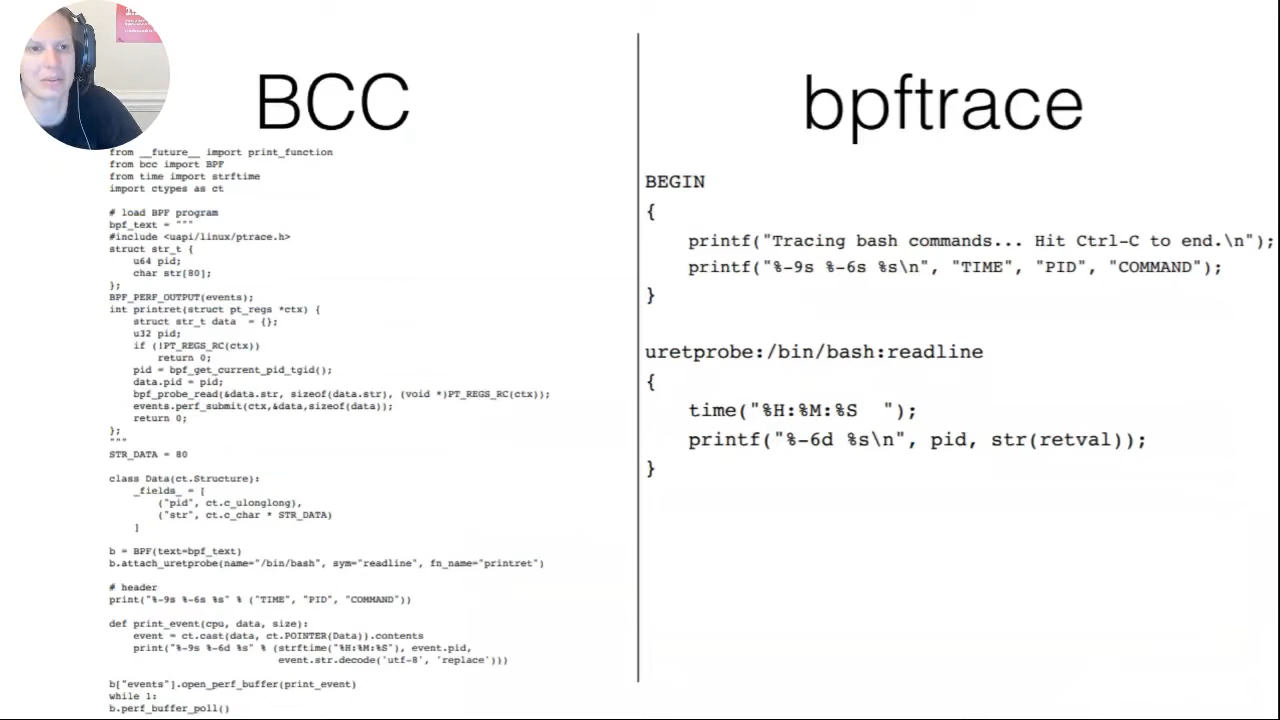 BCC
from __future__ import print_function
from bcc import BPF
from time import strftime
import ctypes as ct
# load BPF program
bpf_text = """
#include <uapi/linux/ptrace.h>
struct str_t {
    u64 pid;
    char str[80];
};
BPF_PERF_OUTPUT(events);
int printret(struct pt_regs *ctx) {
    struct str_t data  = {};
    u32 pid;
    if (!PT_REGS_RC(ctx))
        return 0;
    pid = bpf_get_current_pid_tgid();
    data.pid = pid;
    bpf_probe_read(&data.str, sizeof(data.str), (void *)PT_REGS_RC(ctx));
    events.perf_submit(ctx,&data,sizeof(data));
    return 0;
};
"""
STR_DATA = 80
class Data(ct.Structure):
    _fields_ = [
        ("pid", ct.c_ulonglong),
        ("str", ct.c_char * STR_DATA)
    ]
b = BPF(text=bpf_text)
b.attach_uretprobe(name="/bin/bash", sym="readline", fn_name="printret")
# header
print("%-9s %-6s %s" % ("TIME", "PID", "COMMAND"))
def print_event(cpu, data, size):
    event = ct.cast(data, ct.POINTER(Data)).contents
    print("%-9s %-6d %s" % (strftime("%H:%M:%S"), event.pid,
                            event.str.decode('utf-8', 'replace')))
b["events"].open_perf_buffer(print_event)
while 1:
b.perf_buffer_poll()
bpftrace
BEGIN
{
    printf("Tracing bash commands... Hit Ctrl-C to end.\n");
    printf("%-9s %-6s %s\n", "TIME", "PID", "COMMAND");
}
uretprobe:/bin/bash:readline
{
    time("%H:%M:%S  ");
    printf("%-6d %s\n", pid, str(retval));
}